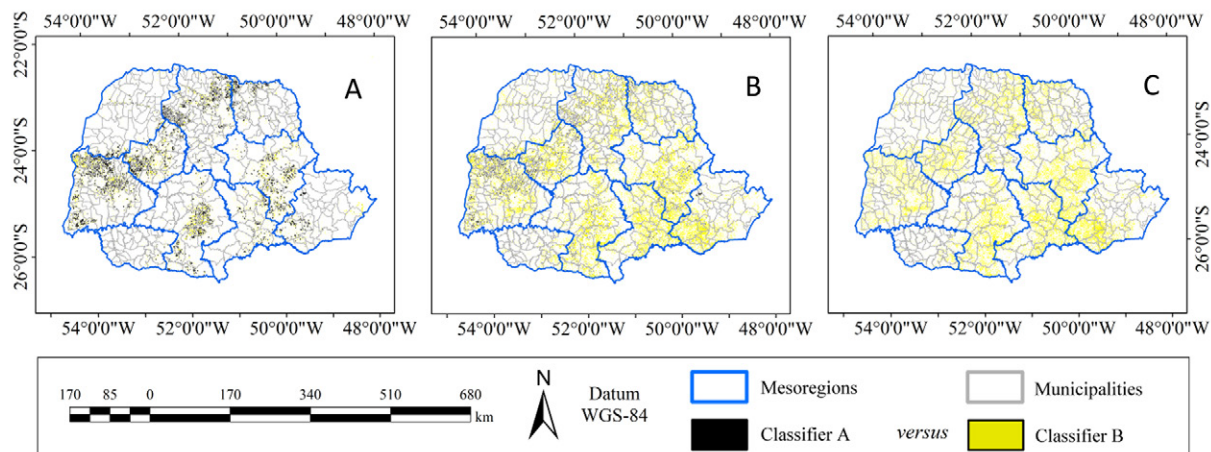 54°0'0"W 52°0'0"W 50°0'0"W 48°0'0"W 54°0'0"W 52°0'0"W 50°0'0"W 48°0'0"W 54°0'0"W 52°0'0"W 50°0'0"W 48°0'0"W
22°0'0"S
24°0'0"S
26°0'0"S
A
B
C
24°0'0"S
26°0'0"S
54°0'0"W 52°0'0"W 50°0'0"W 48°0'0"W 54°0'0"W 52°0'0"W 50°0'0"W 48°0'0"W 54°0'0"W 52°0'0"W 50°0'0"W 48°0'0"W
170 85 0 170 340 510 680
km
N
Datum
WGS-84
Mesoregions
Municipalities
Classifier A versus Classifier B